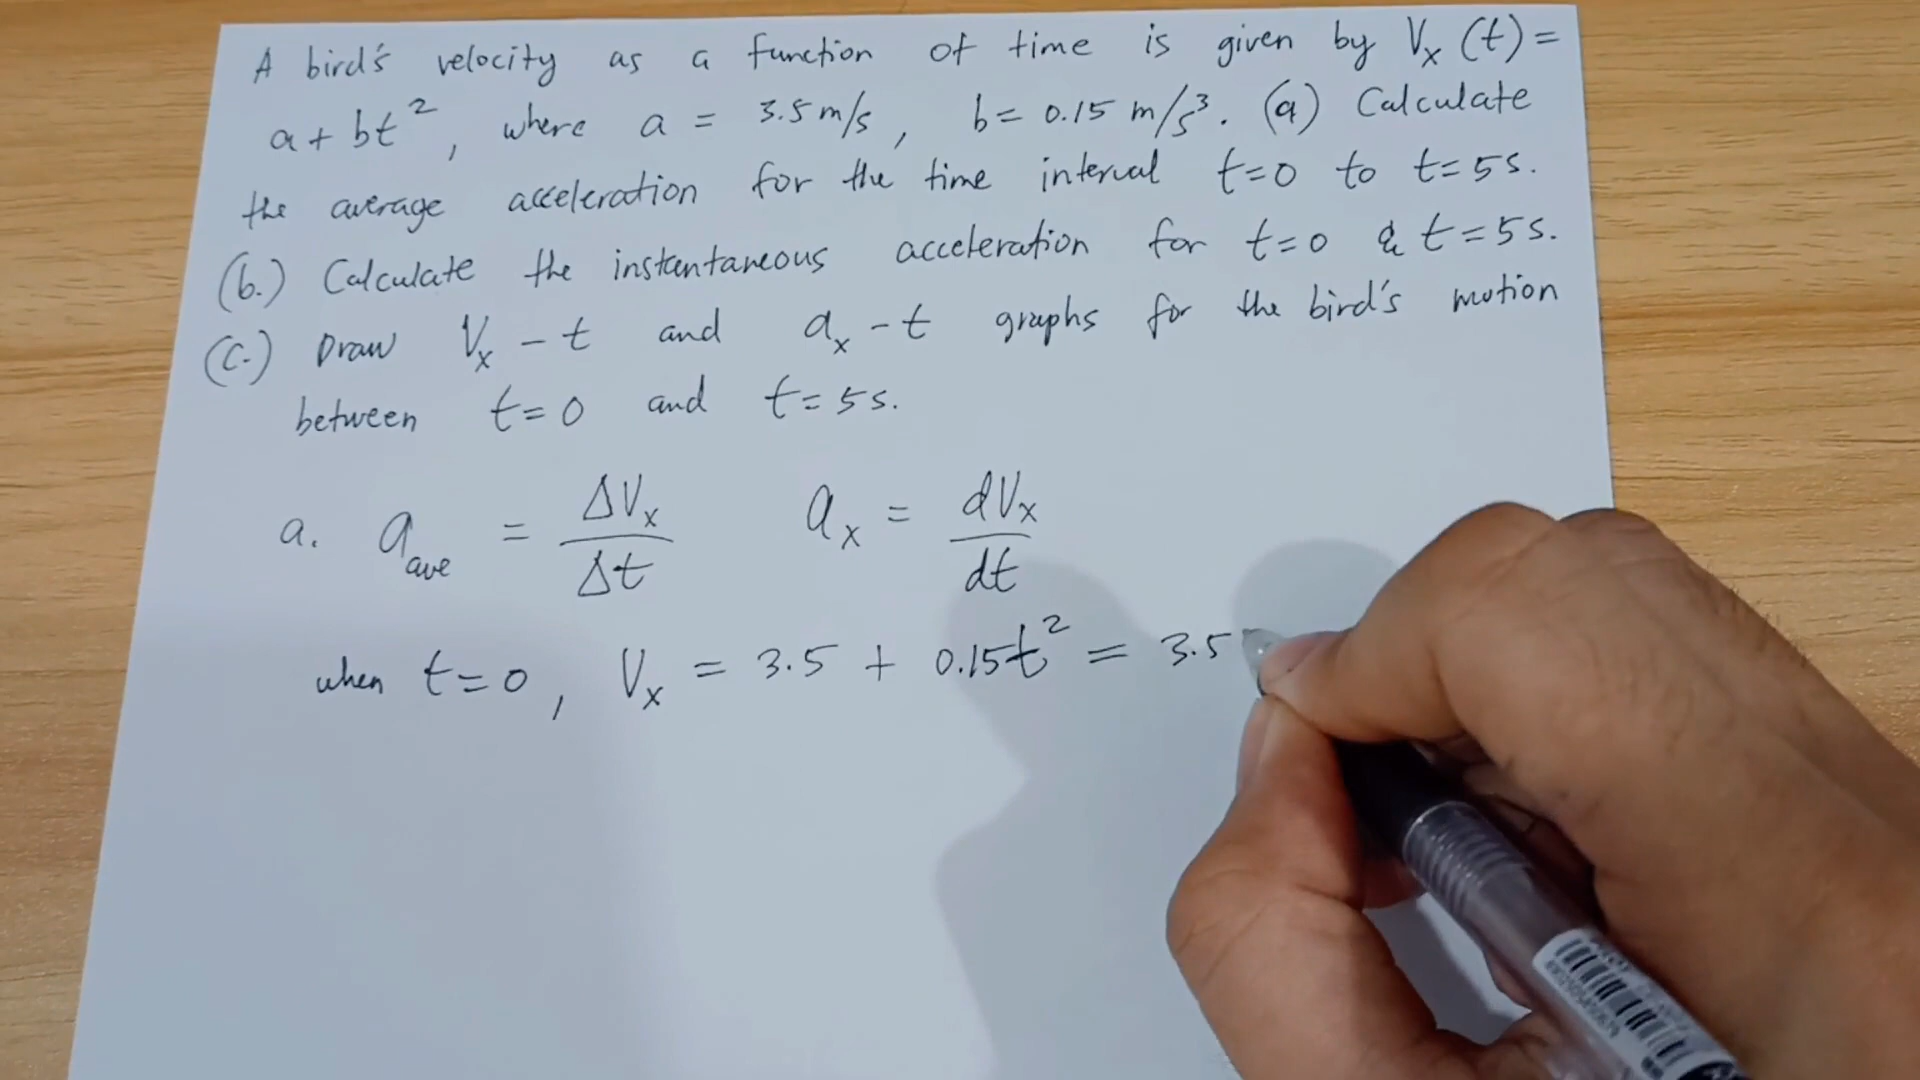 A bird's velocity as a function of time is given by Vx (t) =
a + bt², where a = 3.5 m/s, b = 0.15 m/s³. (a) Calculate
the average acceleration for the time interval t=0 to t=5s.
(b.) Calculate the instantaneous acceleration for t=0 & t=5s.
(c.) Draw Vx - t and ax - t graphs for the bird's motion
between t=0 and t=5s.
a. a ave = ΔVx / Δt   ax = dVx / dt
when t=0, Vx = 3.5 + 0.15t² = 3.5